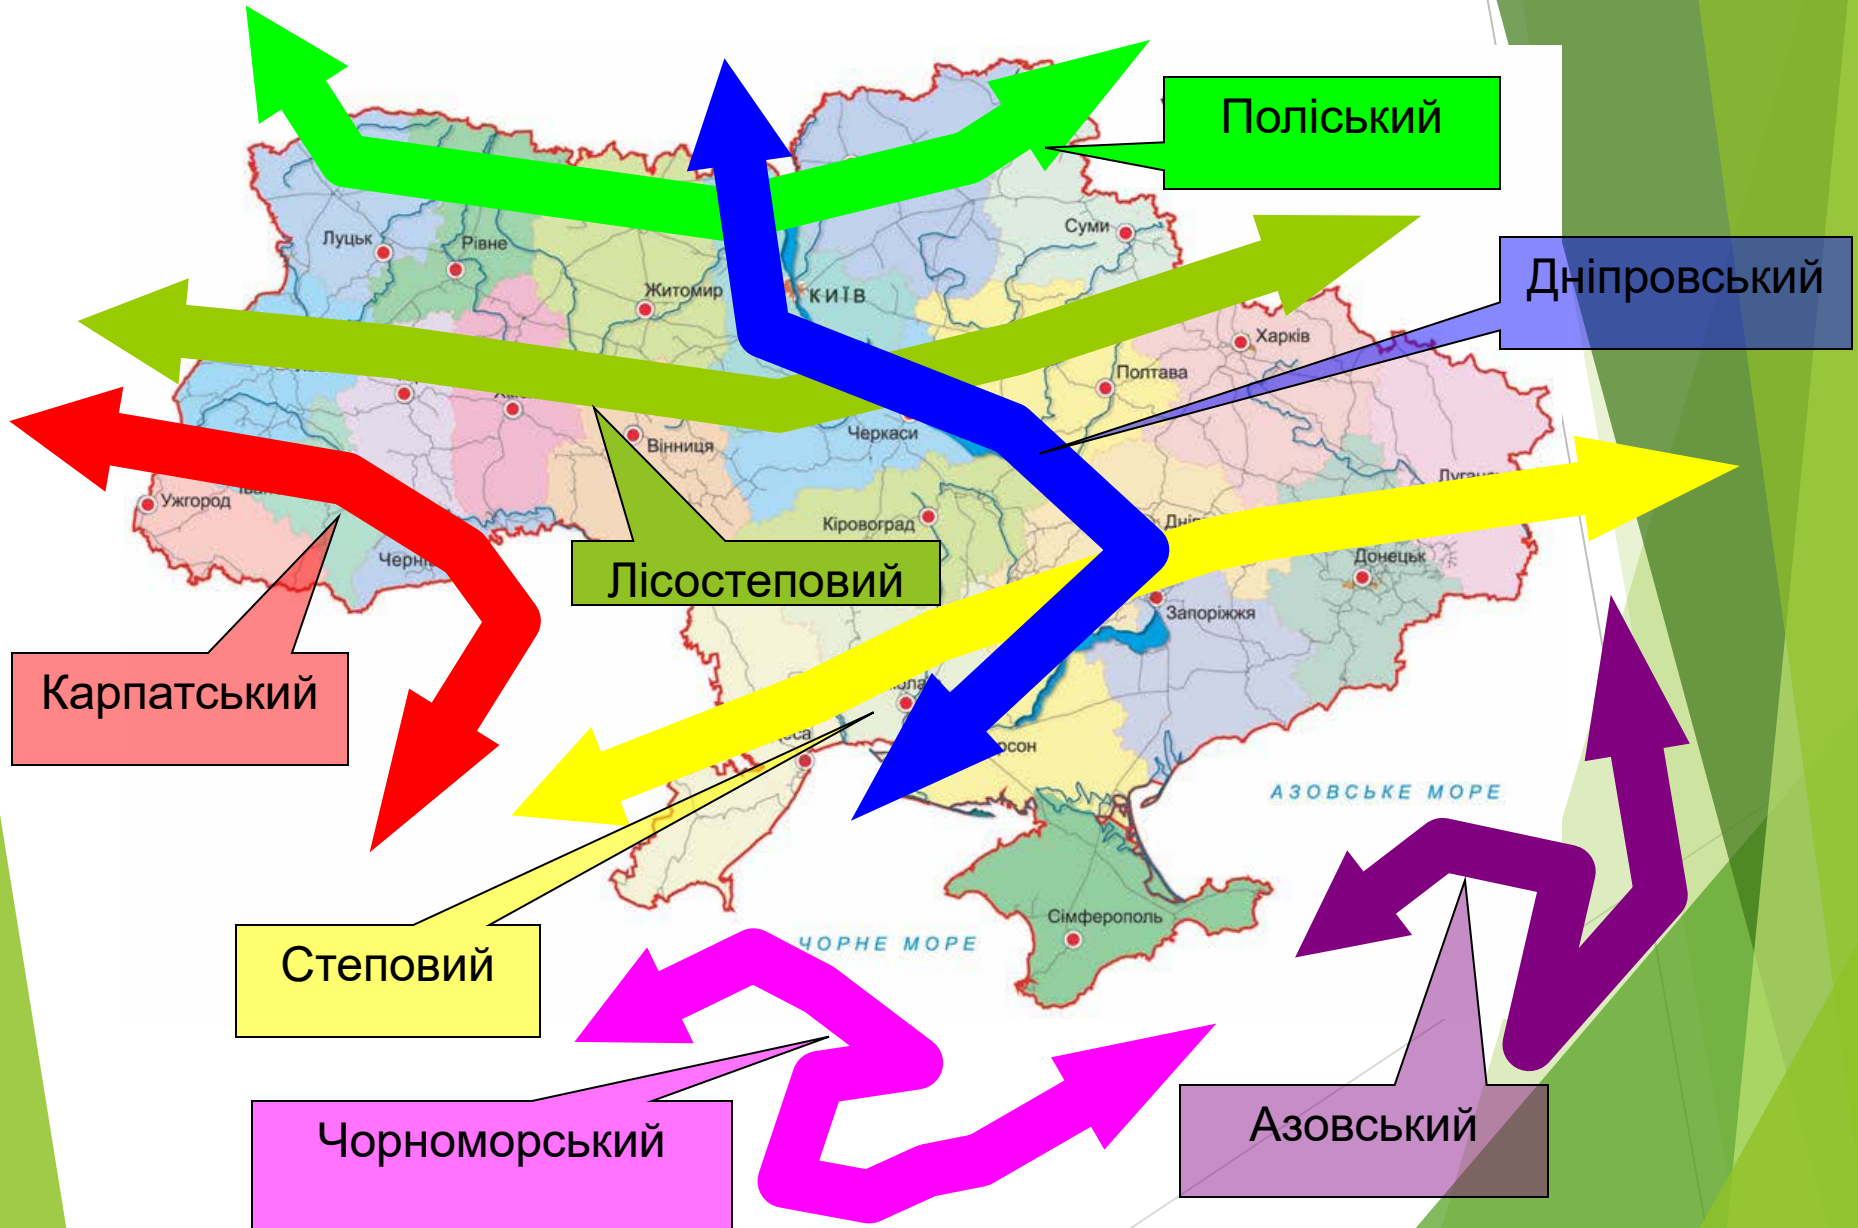 Поліський
Луцьк
Рівне
Суми
Дніпровський
Житомир
КИЇВ
Харків
Полтава
Черкаси
Вінниця
Ужгород
Кіровоград
Донецьк
Лісостеповий
Запоріжжя
Карпатський
АЗОВСЬКЕ МОРЕ
Сімферополь
ЧОРНЕ МОРЕ
Степовий
Чорноморський
Азовський